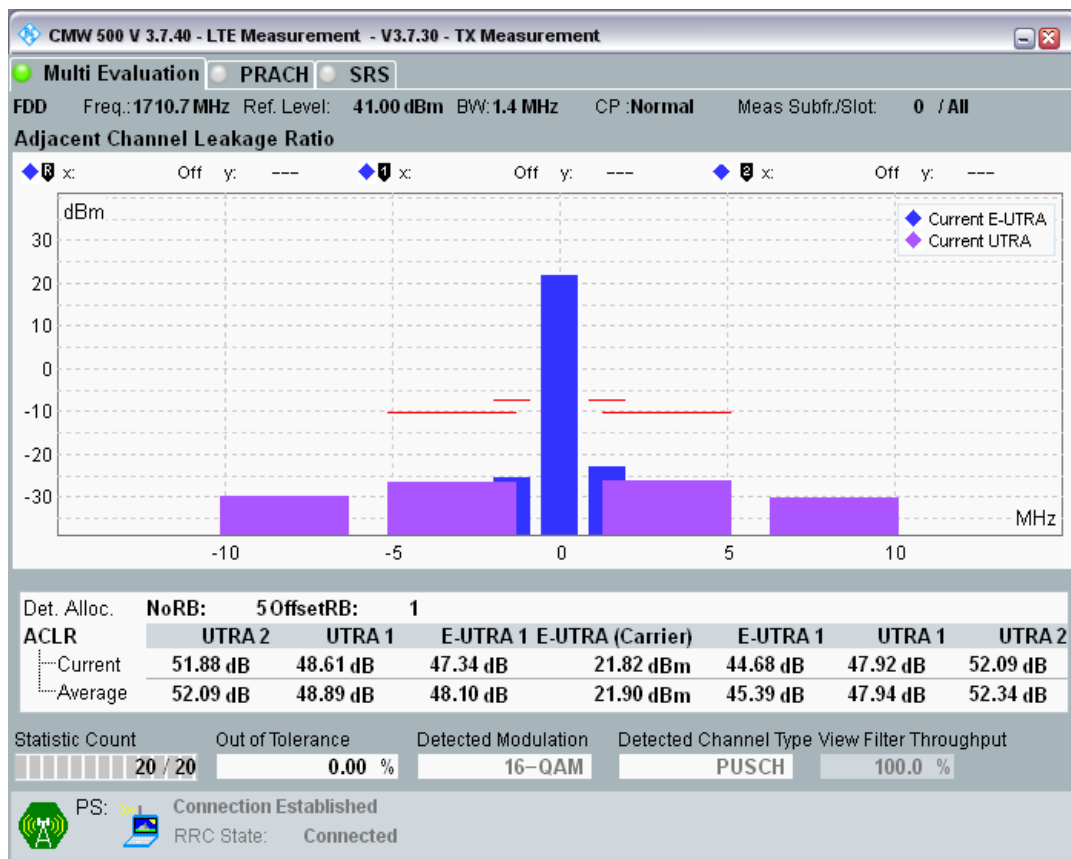 CMW 500 V 3.7.40 - LTE Measurement - V3.7.30 - TX Measurement
Multi Evaluation PRACH SRS
FDD Freq.: 1710.7 MHz Ref. Level: 41.00 dBm BW: 1.4 MHz CP :Normal Meas Subfr./Slot: 0 / All
Adjacent Channel Leakage Ratio
R x: Off y: --- 1 x: Off y: --- 2 x: Off y: ---
dBm
Current E-UTRA
Current UTRA
30
20
10
0
-10
-20
-30
MHz
-10 -5 0 5 10
Det. Alloc. NoRB: 5 OffsetRB: 1
ACLR UTRA 2 UTRA 1 E-UTRA 1 E-UTRA (Carrier) E-UTRA 1 UTRA 1 UTRA 2
Current 51.88 dB 48.61 dB 47.34 dB 21.82 dBm 44.68 dB 47.92 dB 52.09 dB
Average 52.09 dB 48.89 dB 48.10 dB 21.90 dBm 45.39 dB 47.94 dB 52.34 dB
Statistic Count Out of Tolerance Detected Modulation Detected Channel Type View Filter Throughput
20 / 20 0.00 % 16-QAM PUSCH 100.0 %
PS: Connection Established
RRC State: Connected